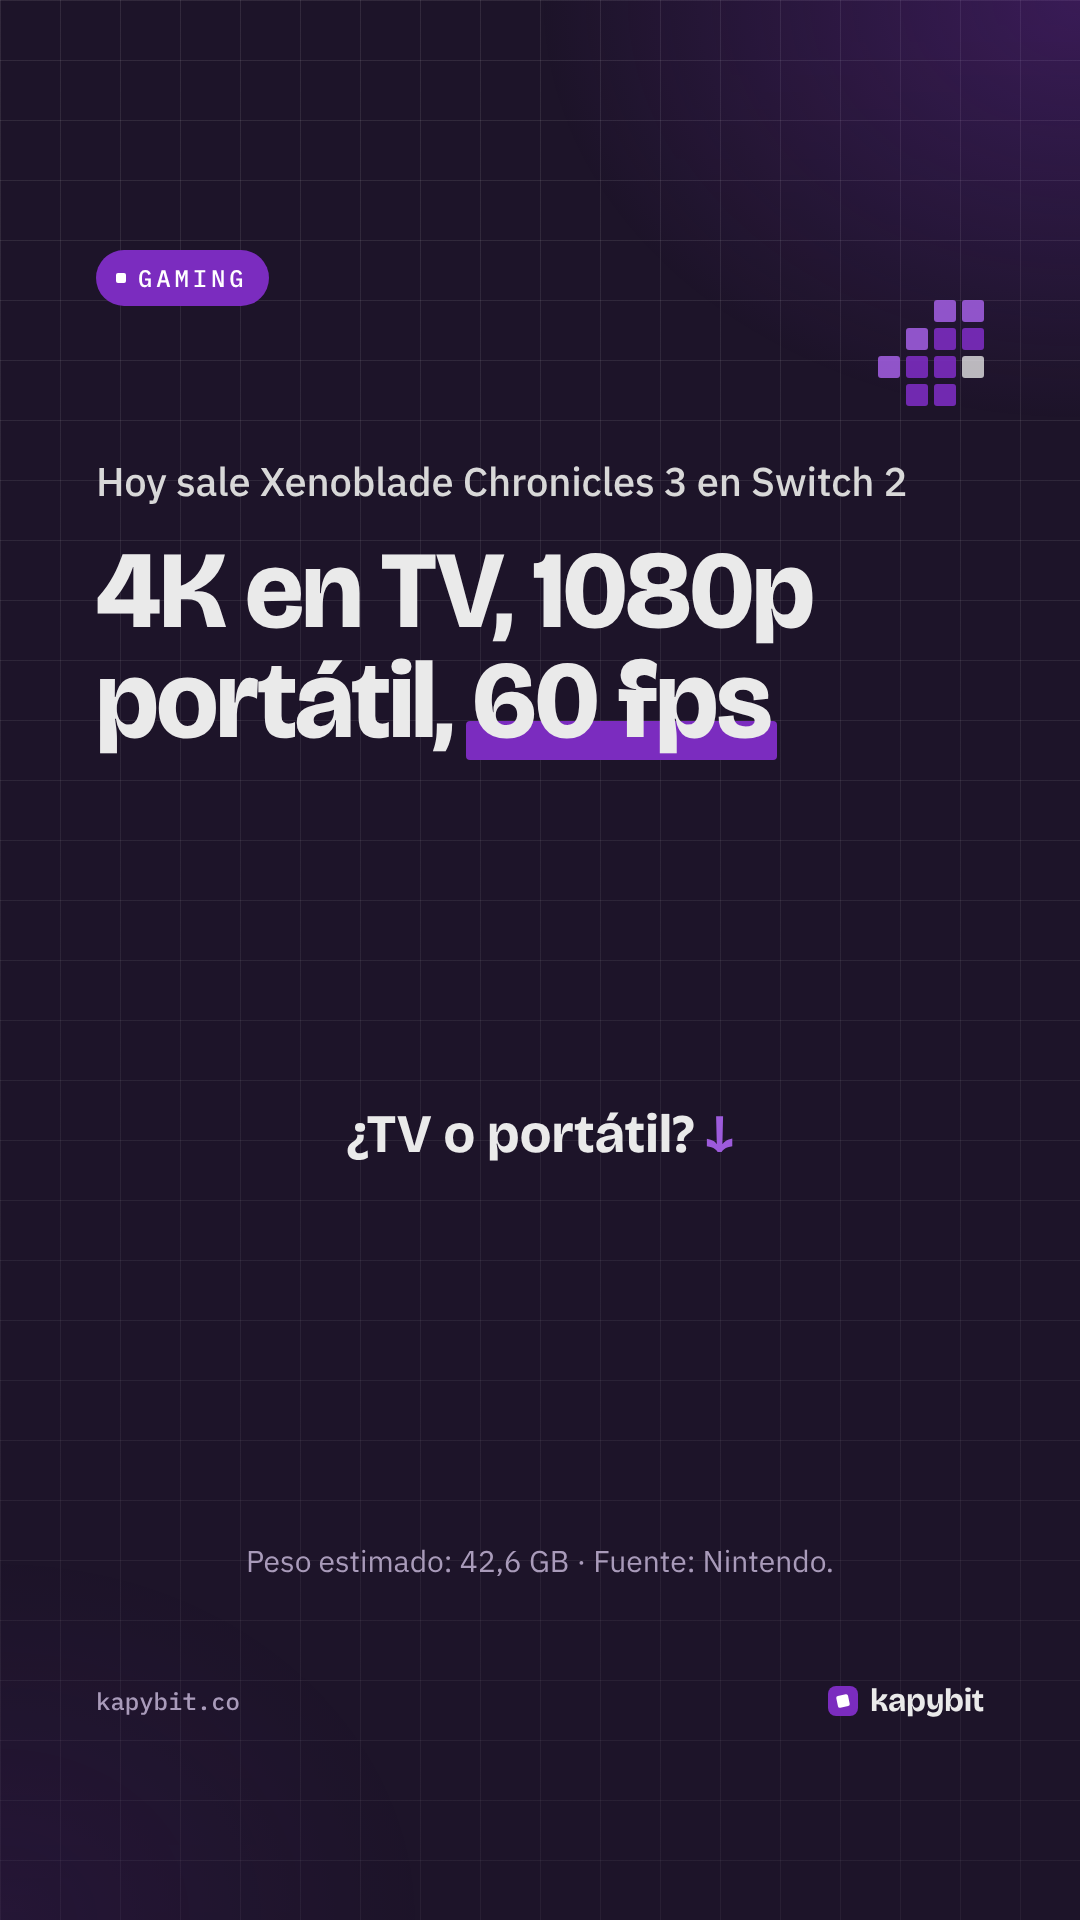 GAMING
Hoy sale Xenoblade Chronicles 3 en Switch 2
4K en TV, 1080p
portátil, 60 fps
¿TV o portátil? ↓
Peso estimado: 42,6 GB · Fuente: Nintendo.
kapybit.co
kapybit